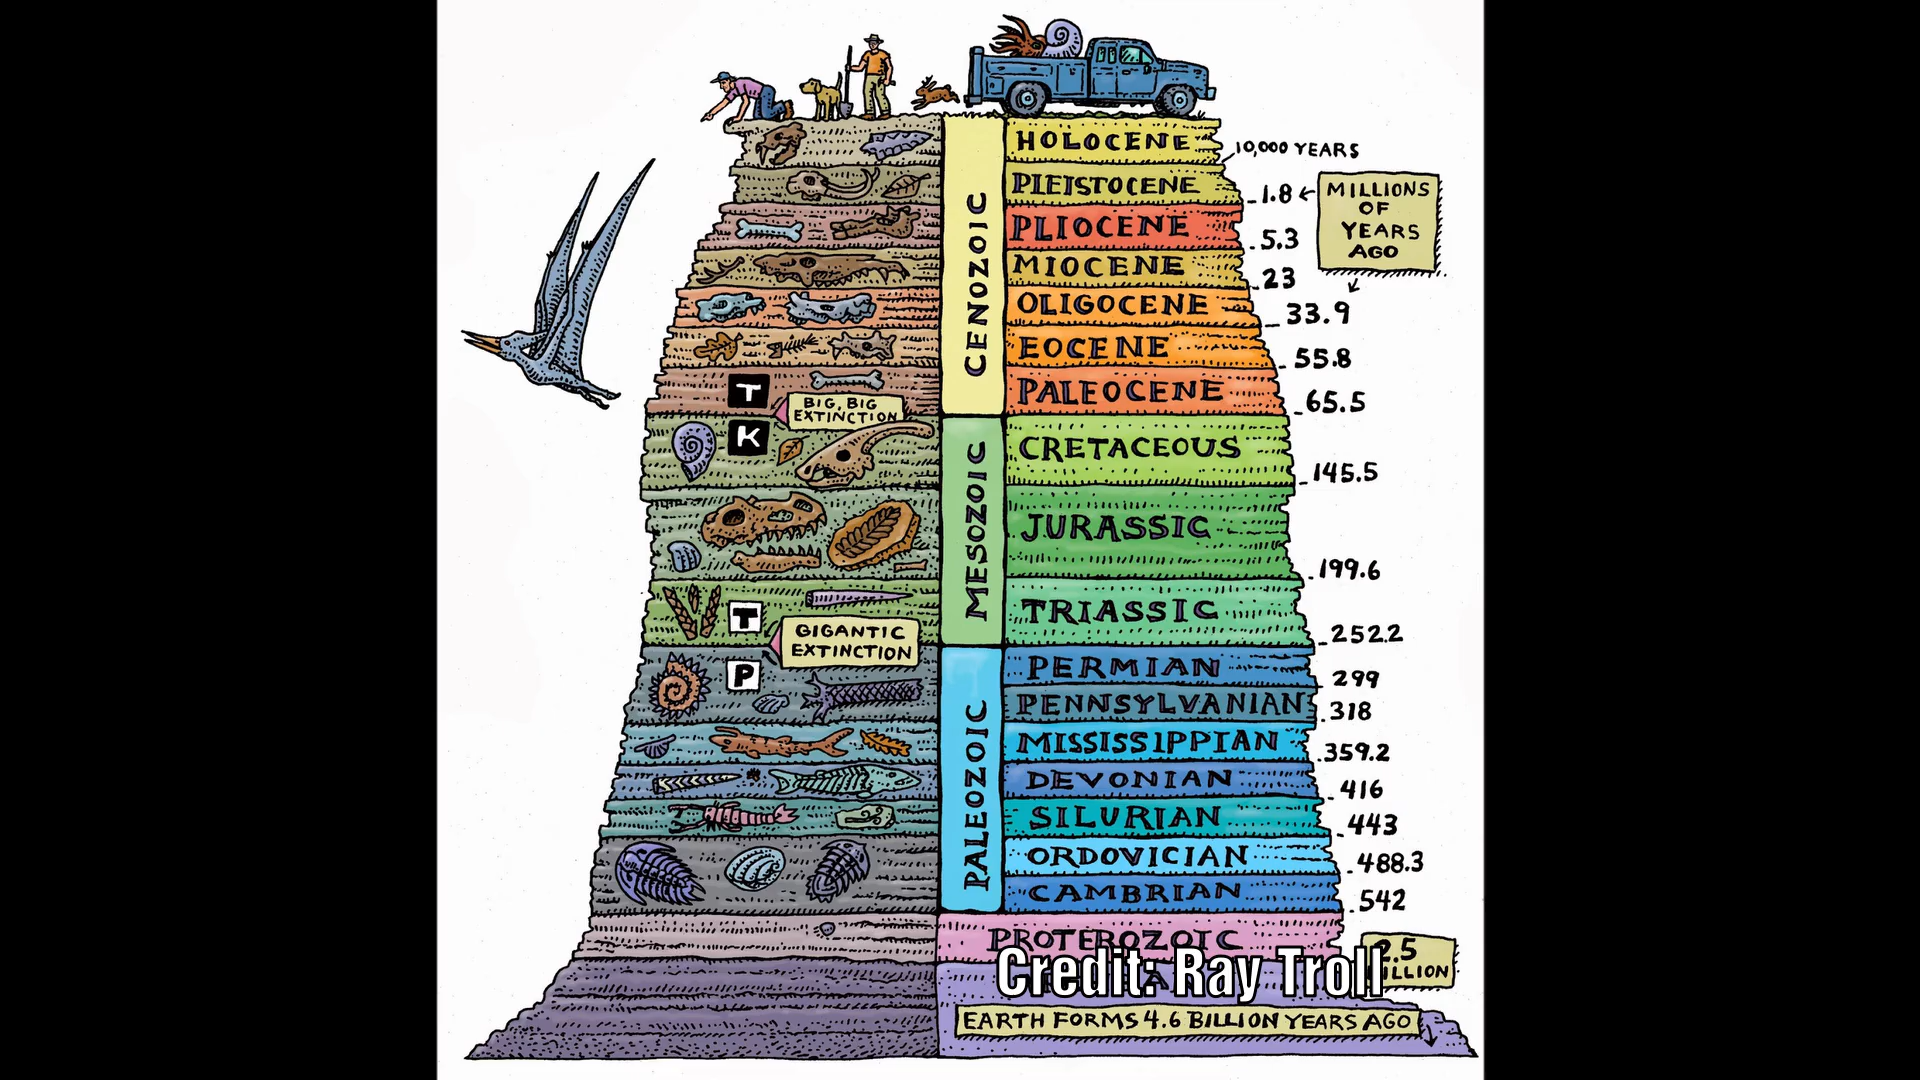 HOLOCENE
10,000 YEARS
PLEISTOCENE
1.8
MILLIONS
OF
YEARS
AGO
PLIOCENE
5.3
MIOCENE
23
OLIGOCENE
33.9
EOCENE
55.8
PALEOCENE
65.5
CENOZOIC
T
BIG, BIG
EXTINCTION
K
CRETACEOUS
145.5
JURASSIC
199.6
TRIASSIC
252.2
MESOZOIC
T
GIGANTIC
EXTINCTION
P
PERMIAN
299
PENNSYLVANIAN
318
MISSISSIPPIAN
359.2
DEVONIAN
416
SILURIAN
443
ORDOVICIAN
488.3
CAMBRIAN
542
PALEOZOIC
PROTEROZOIC
2.5
Credit: Ray Troll
EARTH FORMS 4.6 BILLION YEARS AGO